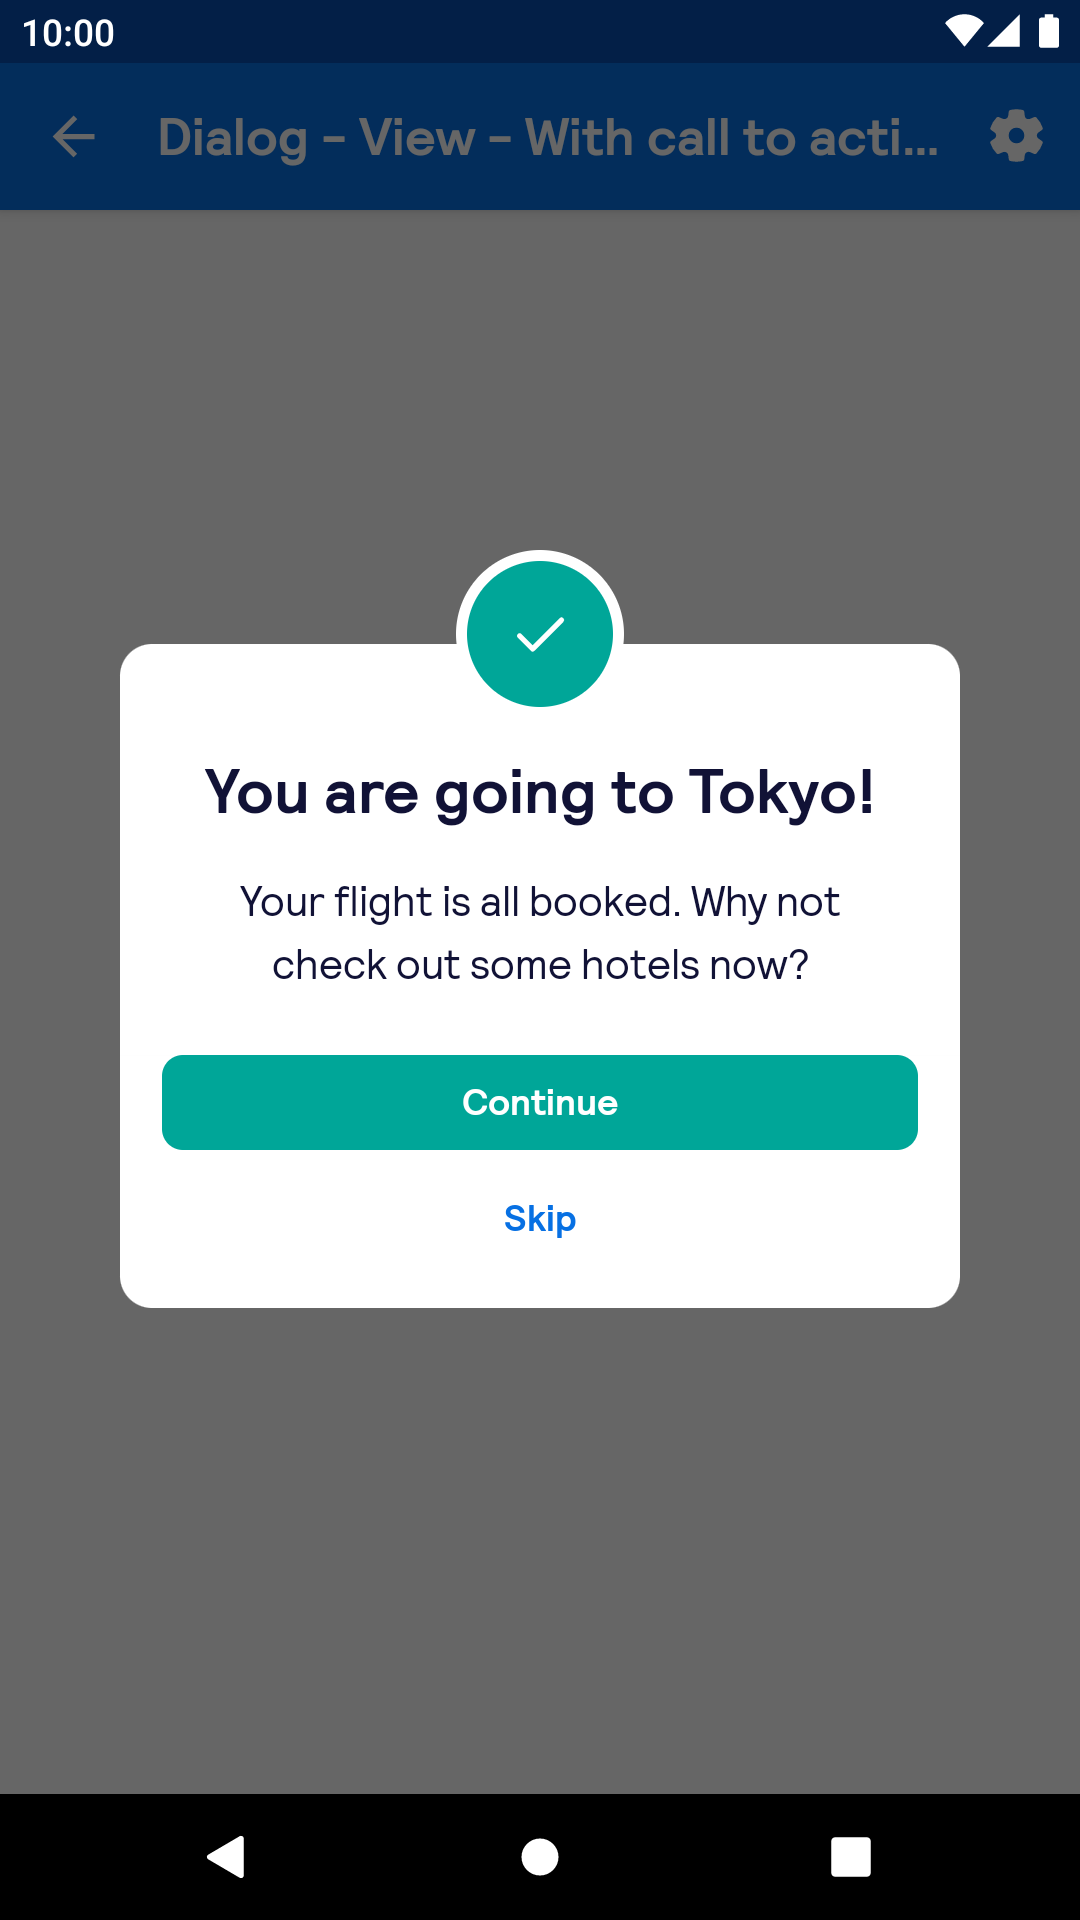 10:00
Dialog - View - With call to acti...
You are going to Tokyo!
Your flight is all booked. Why not
check out some hotels now?
Continue
Skip